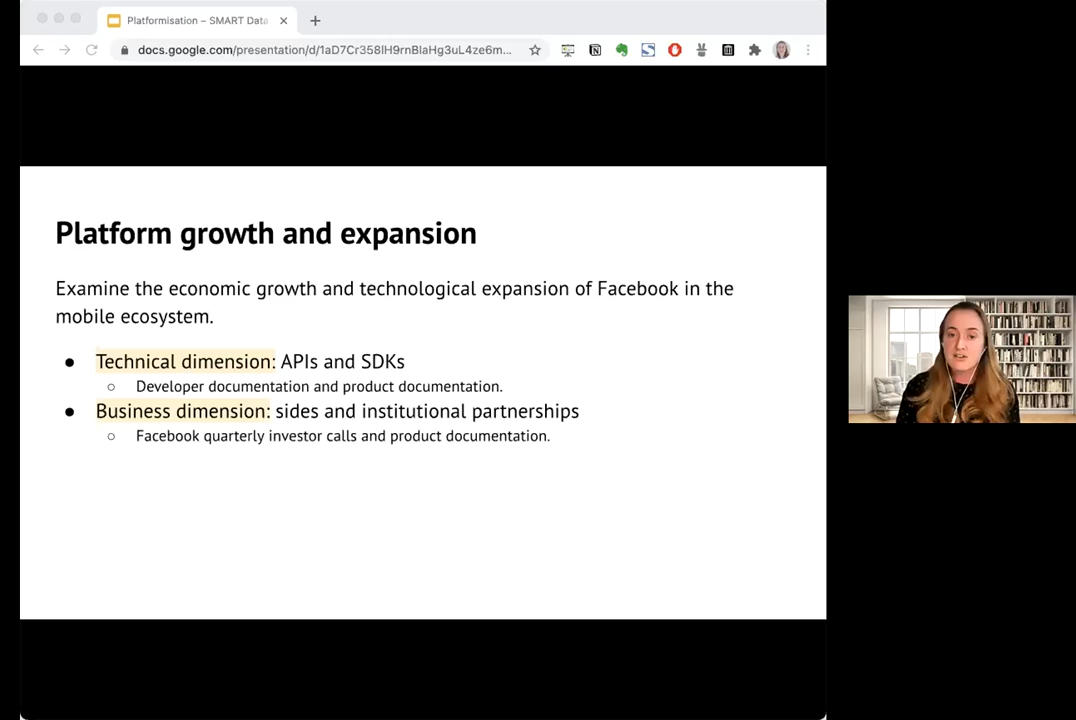 Platformisation – SMART Data
docs.google.com/presentation/d/1aD7Cr358lH9rnBlaHg3uL4ze6m...
Platform growth and expansion
Examine the economic growth and technological expansion of Facebook in the
mobile ecosystem.
● Technical dimension: APIs and SDKs
○ Developer documentation and product documentation.
● Business dimension: sides and institutional partnerships
○ Facebook quarterly investor calls and product documentation.